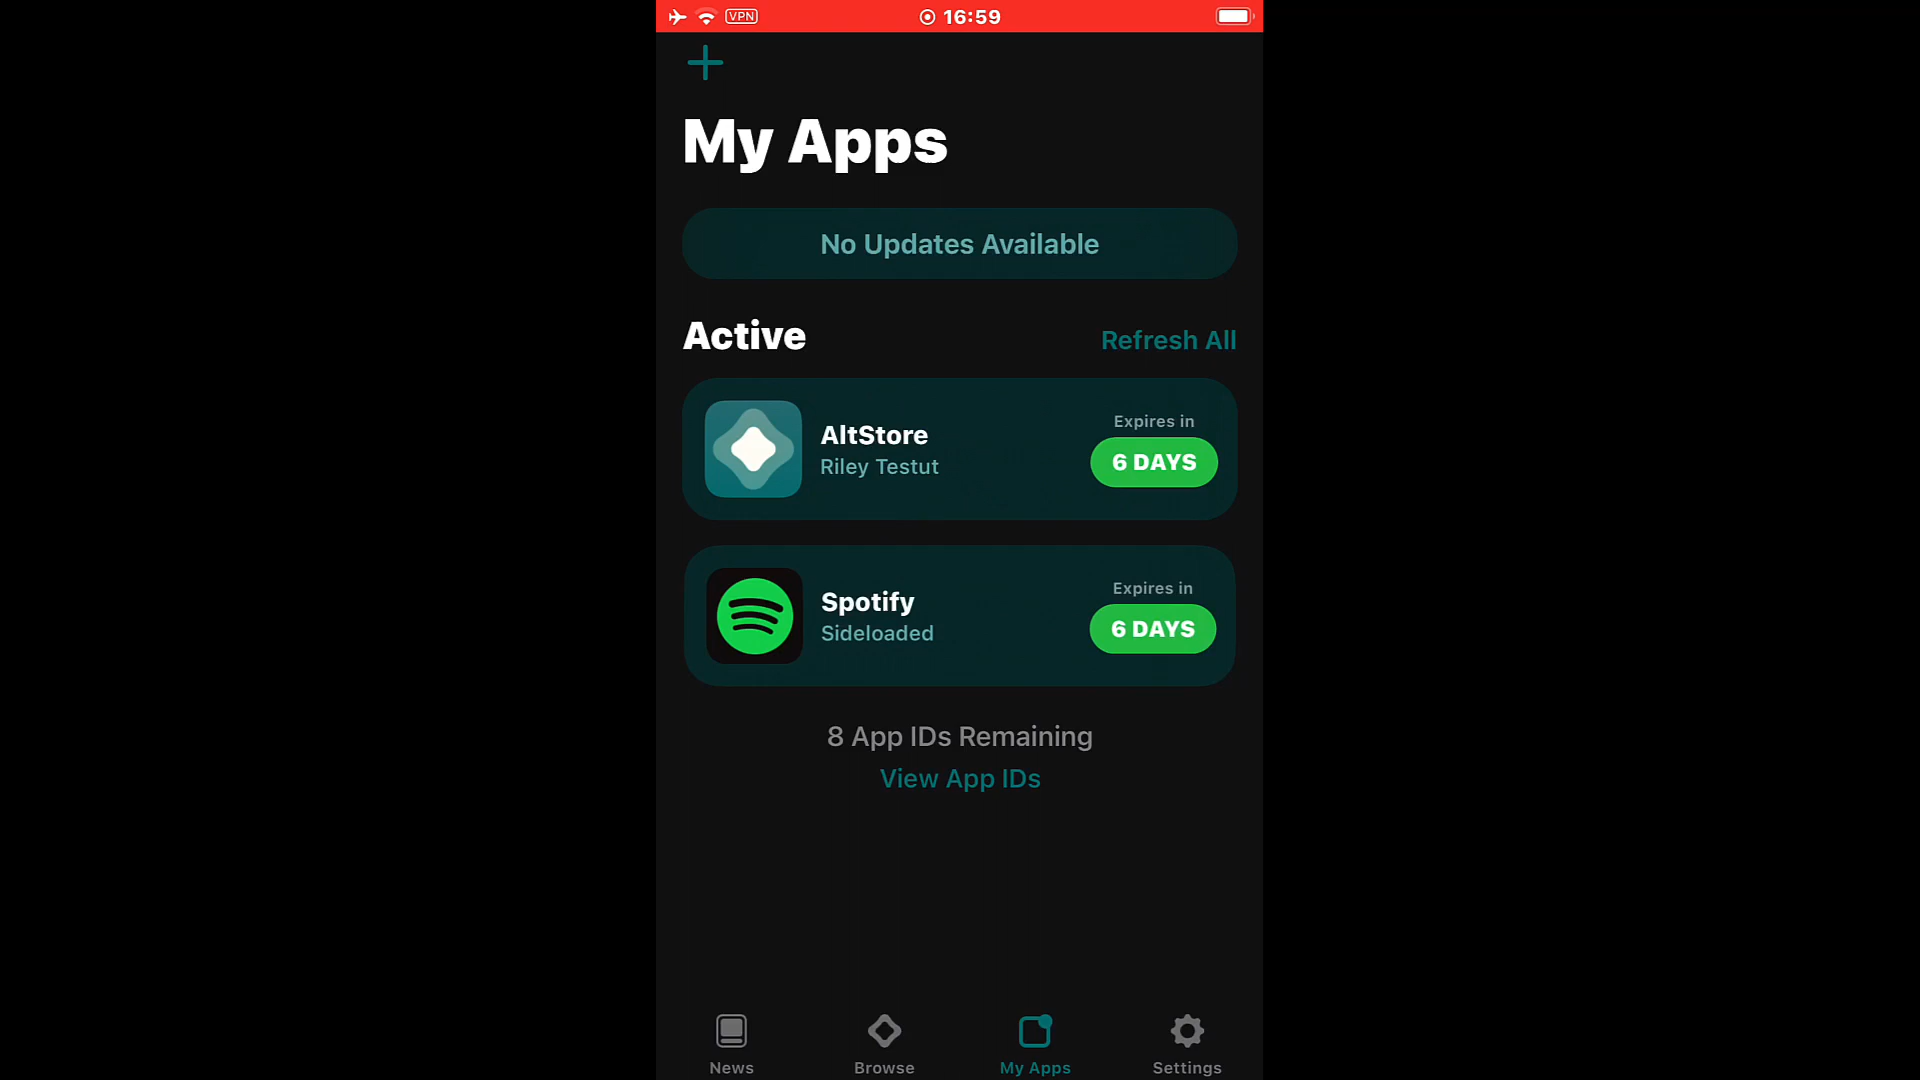 VPN
16:59
My Apps
No Updates Available
Active
Refresh All
AltStore
Riley Testut
Expires in
6 DAYS
Spotify
Sideloaded
Expires in
6 DAYS
8 App IDs Remaining
View App IDs
News
Browse
My Apps
Settings